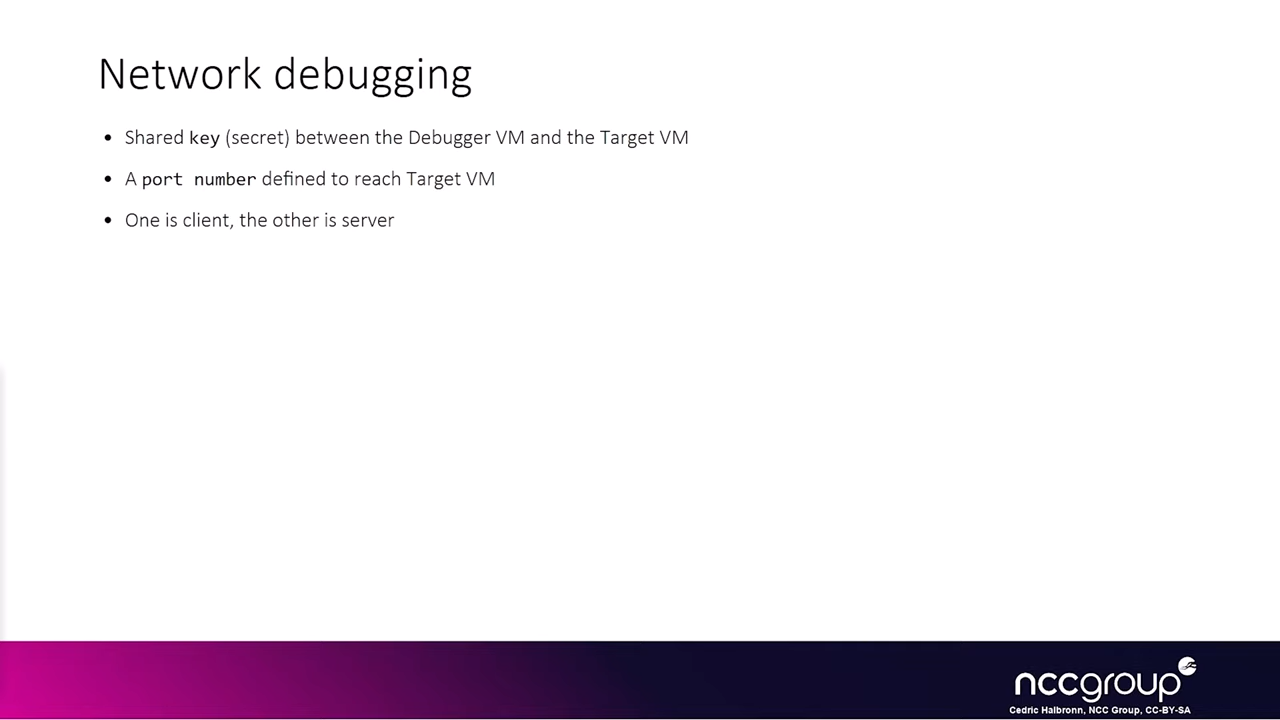 Network debugging
• Shared key (secret) between the Debugger VM and the Target VM
• A port number defined to reach Target VM
• One is client, the other is server
nccgroup
Cedric Halbronn, NCC Group, CC-BY-SA